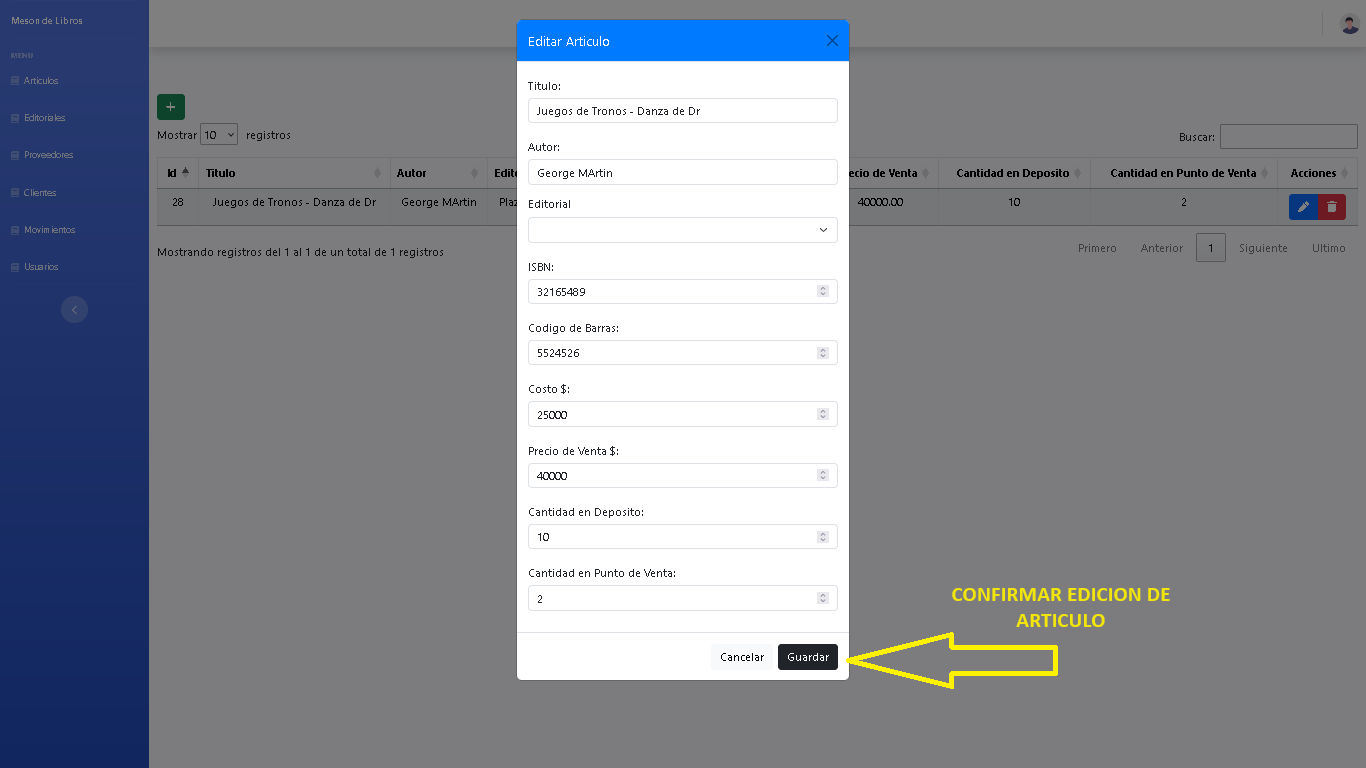 Meson de Libros
MENU
Articulos
Editoriales
Proveedores
Clientes
Movimientos
Usuarios
+
Mostrar 10 registros
Buscar:
Id Titulo Autor Edito ecio de Venta Cantidad en Deposito Cantidad en Punto de Venta Acciones
28 Juegos de Tronos - Danza de Dr George MArtin Plaz 40000.00 10 2
Mostrando registros del 1 al 1 de un total de 1 registros
Primero Anterior 1 Siguiente Ultimo
Editar Articulo
Titulo:
Juegos de Tronos - Danza de Dr
Autor:
George MArtin
Editorial
ISBN:
32165489
Codigo de Barras:
5524526
Costo $:
25000
Precio de Venta $:
40000
Cantidad en Deposito:
10
Cantidad en Punto de Venta:
2
Cancelar Guardar
CONFIRMAR EDICION DE
ARTICULO